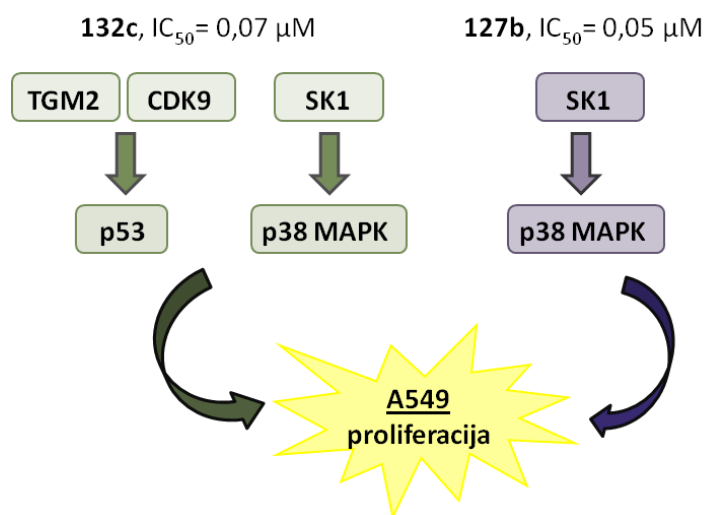 132c, IC50= 0,07 µM
127b, IC50= 0,05 µM
TGM2
CDK9
SK1
SK1
p53
p38 MAPK
p38 MAPK
A549
proliferacija